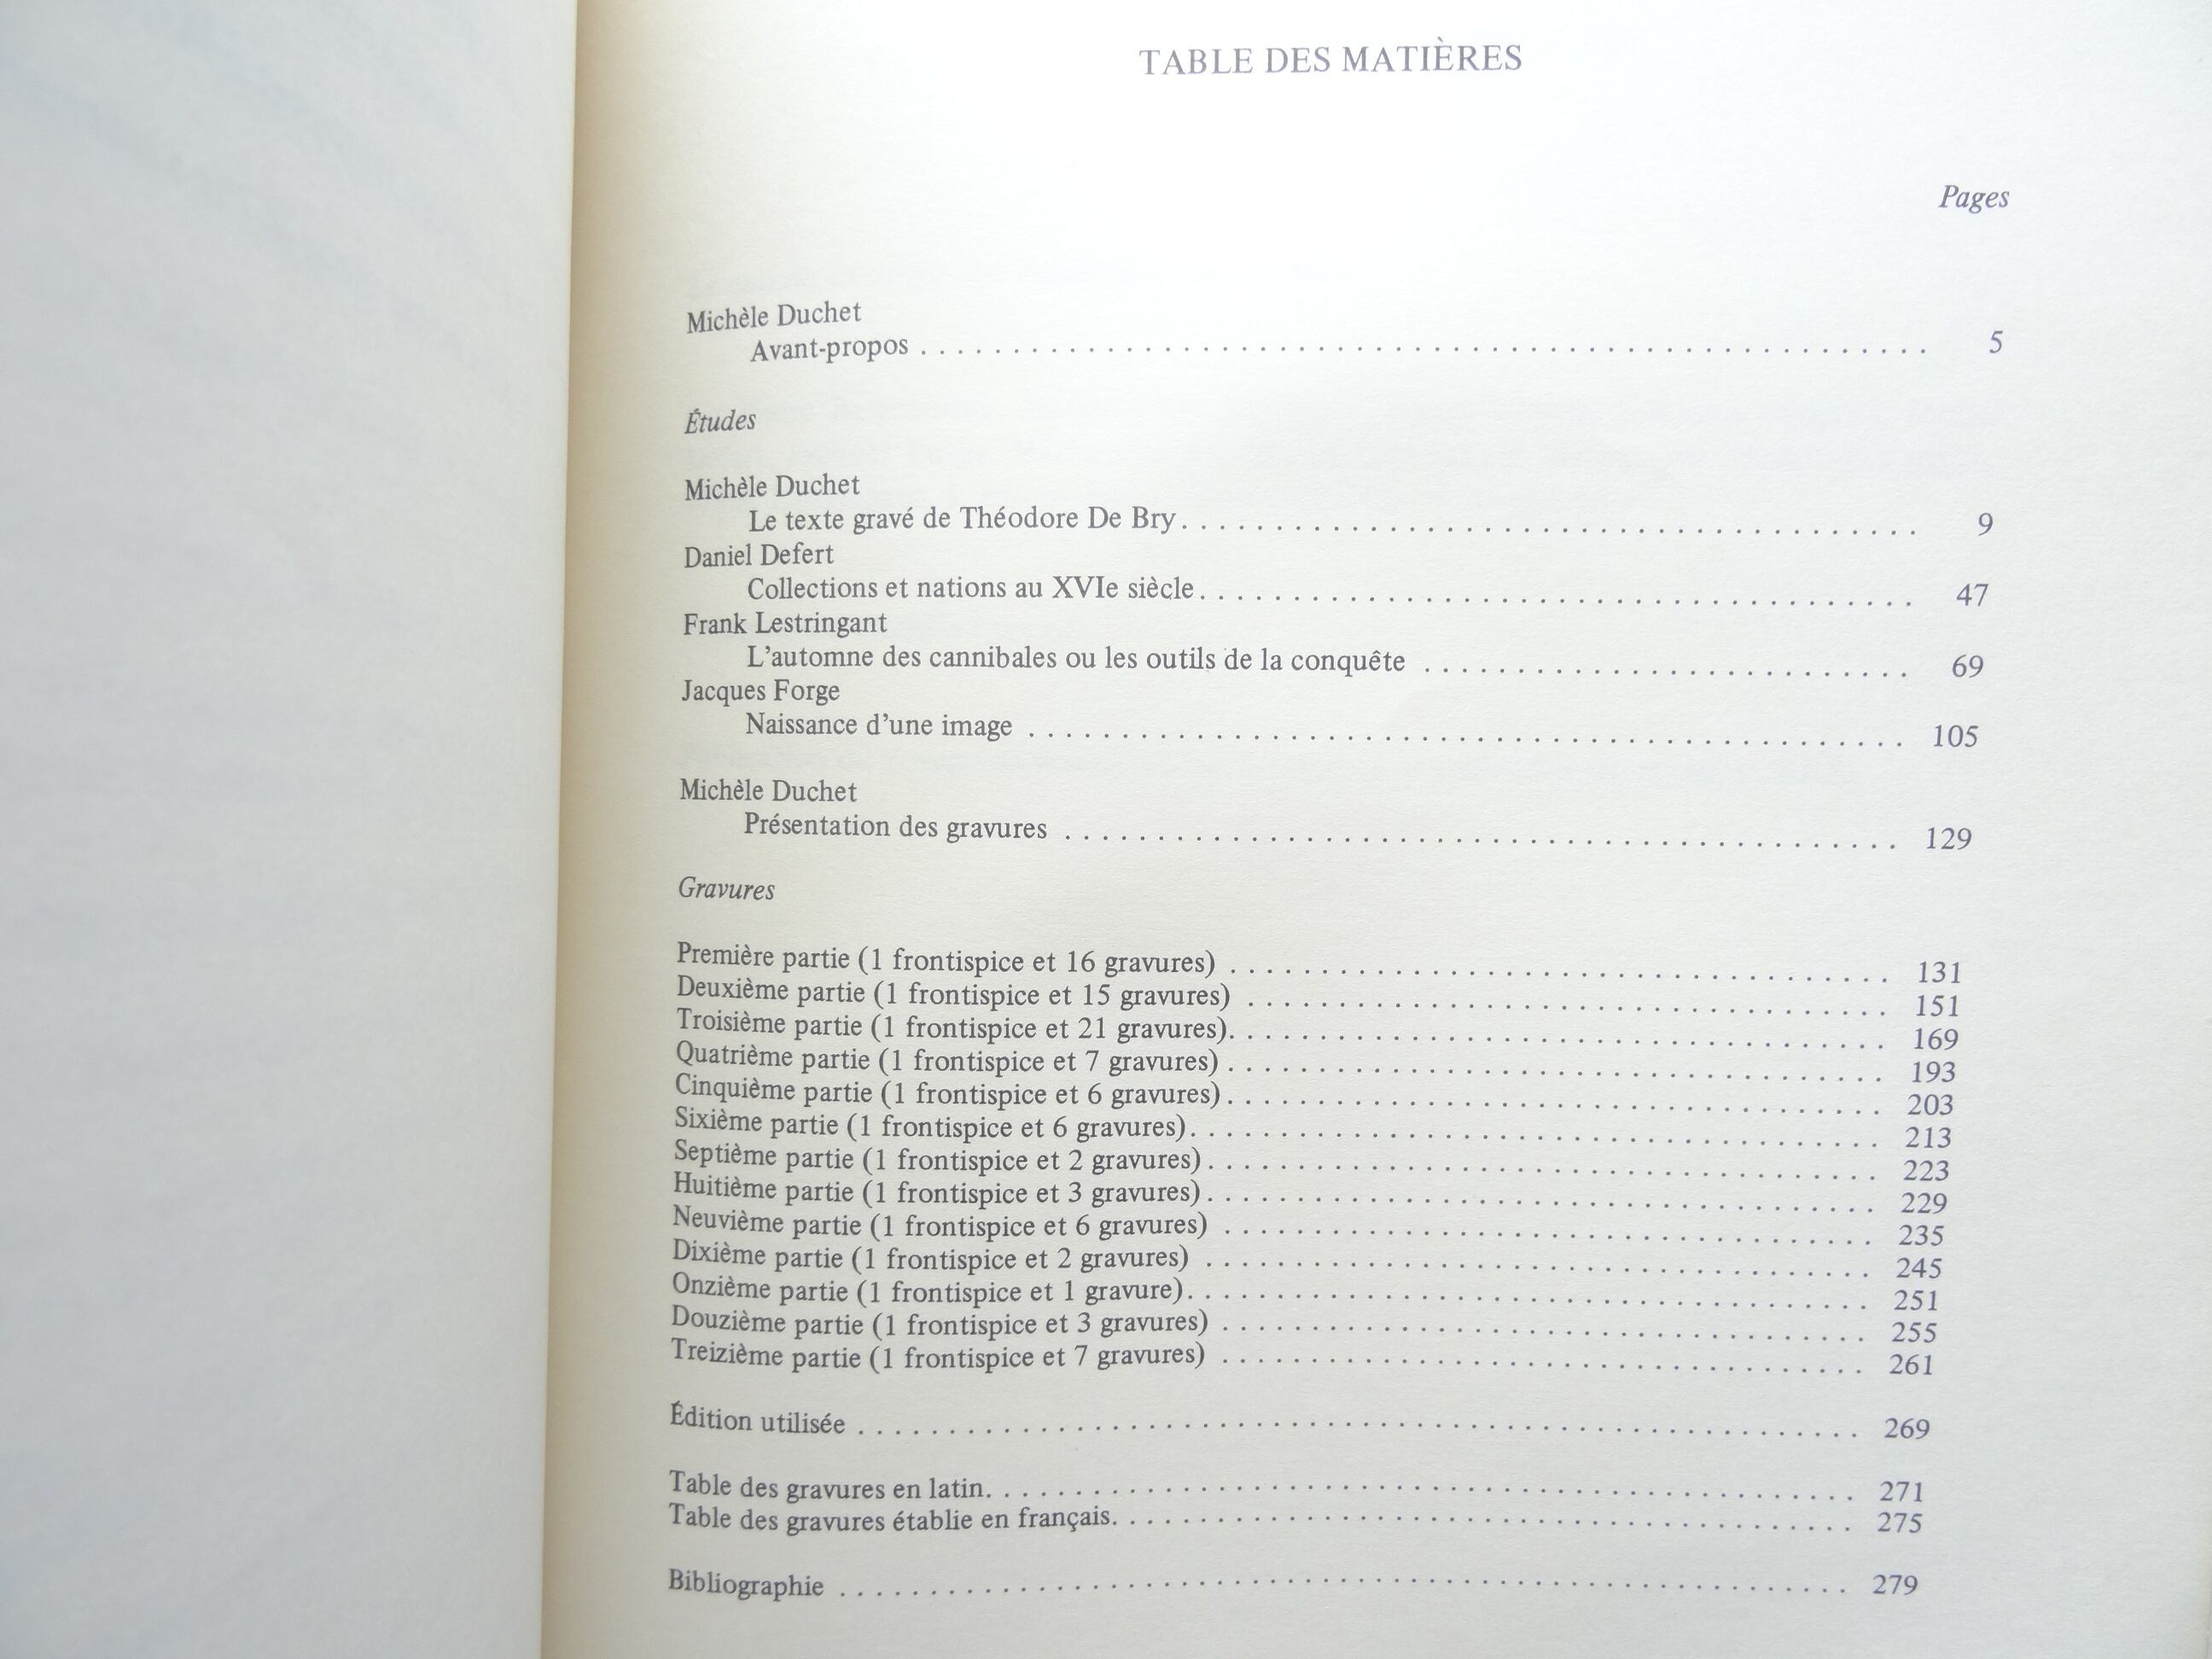 TABLE DES MATIÈRES
Pages
Michèle Duchet
Avant-propos . . . . . . . . . . . . . . . . . . . . 5
Études
Michèle Duchet
Le texte gravé de Théodore De Bry. . . . . . . . . . . . . . . . . . . . 9
Daniel Defert
Collections et nations au XVIe siècle. . . . . . . . . . . . . . . . . . . . 47
Frank Lestringant
L'automne des cannibales ou les outils de la conquête . . . . . . . . . . . . . . . . . . . . 69
Jacques Forge
Naissance d'une image . . . . . . . . . . . . . . . . . . . . 105
Michèle Duchet
Présentation des gravures . . . . . . . . . . . . . . . . . . . . 129
Gravures
Première partie (1 frontispice et 16 gravures) . . . . . . . . . . . . . . . . . . . . 131
Deuxième partie (1 frontispice et 15 gravures) . . . . . . . . . . . . . . . . . . . . 151
Troisième partie (1 frontispice et 21 gravures). . . . . . . . . . . . . . . . . . . . 169
Quatrième partie (1 frontispice et 7 gravures) . . . . . . . . . . . . . . . . . . . . 193
Cinquième partie (1 frontispice et 6 gravures). . . . . . . . . . . . . . . . . . . . 203
Sixième partie (1 frontispice et 6 gravures). . . . . . . . . . . . . . . . . . . . 213
Septième partie (1 frontispice et 2 gravures). . . . . . . . . . . . . . . . . . . . 223
Huitième partie (1 frontispice et 3 gravures). . . . . . . . . . . . . . . . . . . . 229
Neuvième partie (1 frontispice et 6 gravures) . . . . . . . . . . . . . . . . . . . . 235
Dixième partie (1 frontispice et 2 gravures) . . . . . . . . . . . . . . . . . . . . 245
Onzième partie (1 frontispice et 1 gravure). . . . . . . . . . . . . . . . . . . . 251
Douzième partie (1 frontispice et 3 gravures) . . . . . . . . . . . . . . . . . . . . 255
Treizième partie (1 frontispice et 7 gravures) . . . . . . . . . . . . . . . . . . . . 261
Édition utilisée . . . . . . . . . . . . . . . . . . . . 269
Table des gravures en latin. . . . . . . . . . . . . . . . . . . . 271
Table des gravures établie en français. . . . . . . . . . . . . . . . . . . . 275
Bibliographie . . . . . . . . . . . . . . . . . . . . 279